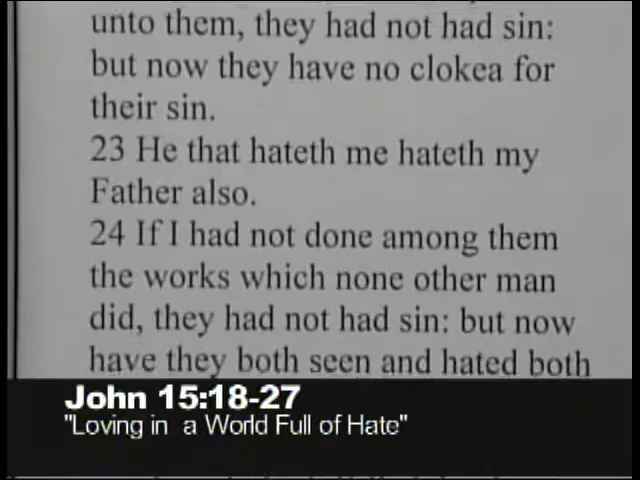 unto them, they had not had sin:
but now they have no clokea for
their sin.
23 He that hateth me hateth my
Father also.
24 If I had not done among them
the works which none other man
did, they had not had sin: but now
have they both seen and hated both
John 15:18-27
"Loving in a World Full of Hate"